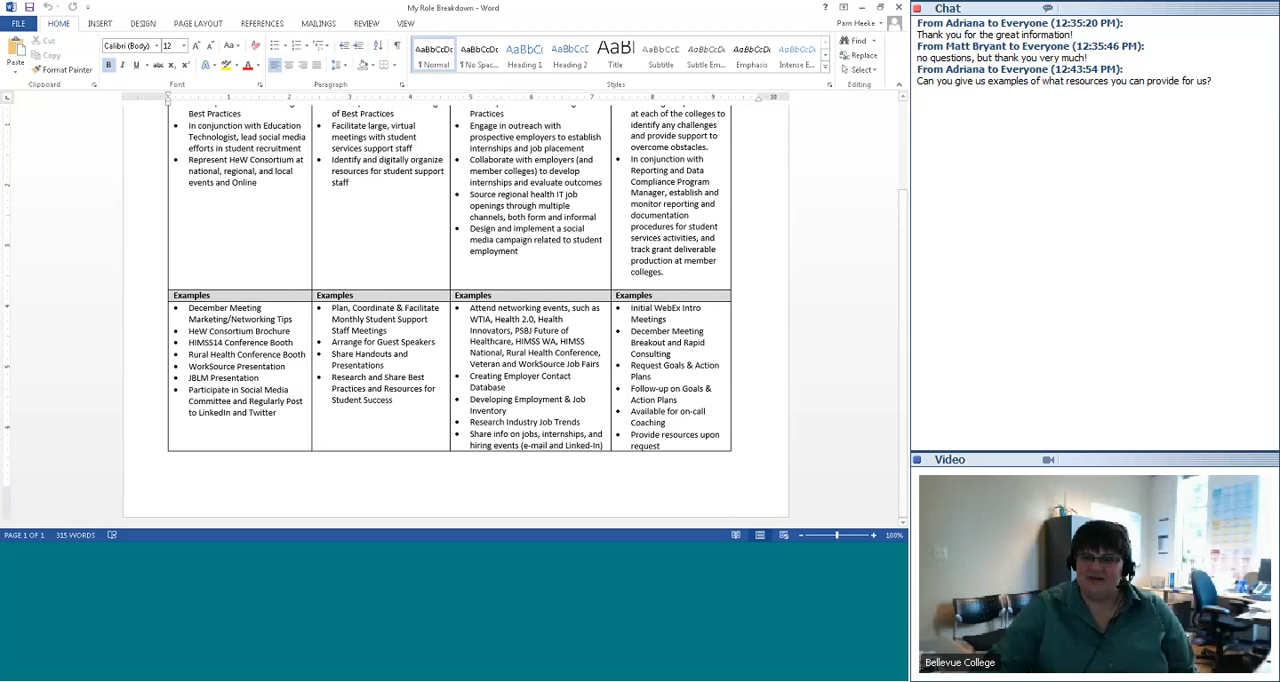 My Role Breakdown - Word
FILE HOME INSERT DESIGN PAGE LAYOUT REFERENCES MAILINGS REVIEW VIEW
Pam Heeke
Paste
Cut
Copy
Format Painter
Clipboard
Calibri (Body) 12
Font
Paragraph
AaBbCcDc AaBbCcDc AaBbC AaBbCc AaB AaBbCcD AaBbCcDt AaBbCcDt AaBbCcDt
¶ Normal ¶ No Spac... Heading 1 Heading 2 Title Subtitle Subtle Em... Emphasis Intense E...
Styles
Find
Replace
Select
Editing
Best Practices
In conjunction with Education
Technologist, lead social media
efforts in student recruitment
Represent HeW Consortium at
national, regional, and local
events and Online
of Best Practices
Facilitate large, virtual
meetings with student
services support staff
Identify and digitally organize
resources for student support
staff
Practices
Engage in outreach with
prospective employers to establish
internships and job placement
Collaborate with employers (and
member colleges) to develop
internships and evaluate outcomes
Source regional health IT job
openings through multiple
channels, both form and informal
Design and implement a social
media campaign related to student
employment
at each of the colleges to
identify any challenges
and provide support to
overcome obstacles.
In conjunction with
Reporting and Data
Compliance Program
Manager, establish and
monitor reporting and
documentation
procedures for student
services activities, and
track grant deliverable
production at member
colleges.
Examples
December Meeting
Marketing/Networking Tips
HeW Consortium Brochure
HIMSS14 Conference Booth
Rural Health Conference Booth
WorkSource Presentation
JBLM Presentation
Participate in Social Media
Committee and Regularly Post
to LinkedIn and Twitter
Examples
Plan, Coordinate & Facilitate
Monthly Student Support
Staff Meetings
Arrange for Guest Speakers
Share Handouts and
Presentations
Research and Share Best
Practices and Resources for
Student Success
Examples
Attend networking events, such as
WTIA, Health 2.0, Health
Innovators, PSBJ Future of
Healthcare, HIMSS WA, HIMSS
National, Rural Health Conference,
Veteran and WorkSource Job Fairs
Creating Employer Contact
Database
Developing Employment & Job
Inventory
Research Industry Job Trends
Share info on jobs, internships, and
hiring events (e-mail and Linked-In)
Examples
Initial WebEx Intro
Meetings
December Meeting
Breakout and Rapid
Consulting
Request Goals & Action
Plans
Follow-up on Goals &
Action Plans
Available for on-call
Coaching
Provide resources upon
request
PAGE 1 OF 1 315 WORDS
100%
Chat
From Adriana to Everyone (12:35:20 PM):
Thank you for the great information!
From Matt Bryant to Everyone (12:35:46 PM):
no questions, but thank you very much!
From Adriana to Everyone (12:43:54 PM):
Can you give us examples of what resources you can provide for us?
Video
Bellevue College